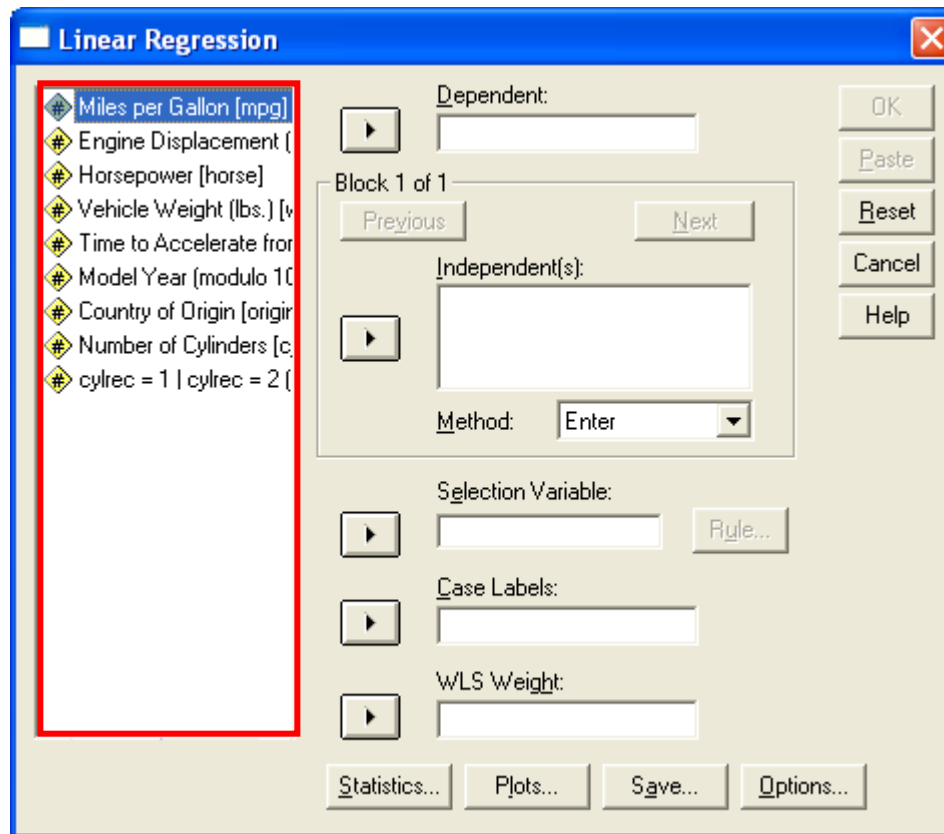 Linear Regression
Miles per Gallon [mpg]
Engine Displacement (
Horsepower [horse]
Vehicle Weight (lbs.) [w
Time to Accelerate fror
Model Year (modulo 10
Country of Origin [origin
Number of Cylinders [c
cylrec = 1 | cylrec = 2 (
Dependent:
Block 1 of 1
Previous
Next
Independent(s):
Method:
Enter
Selection Variable:
Rule...
Case Labels:
WLS Weight:
Statistics...
Plots...
Save...
Options...
OK
Paste
Reset
Cancel
Help